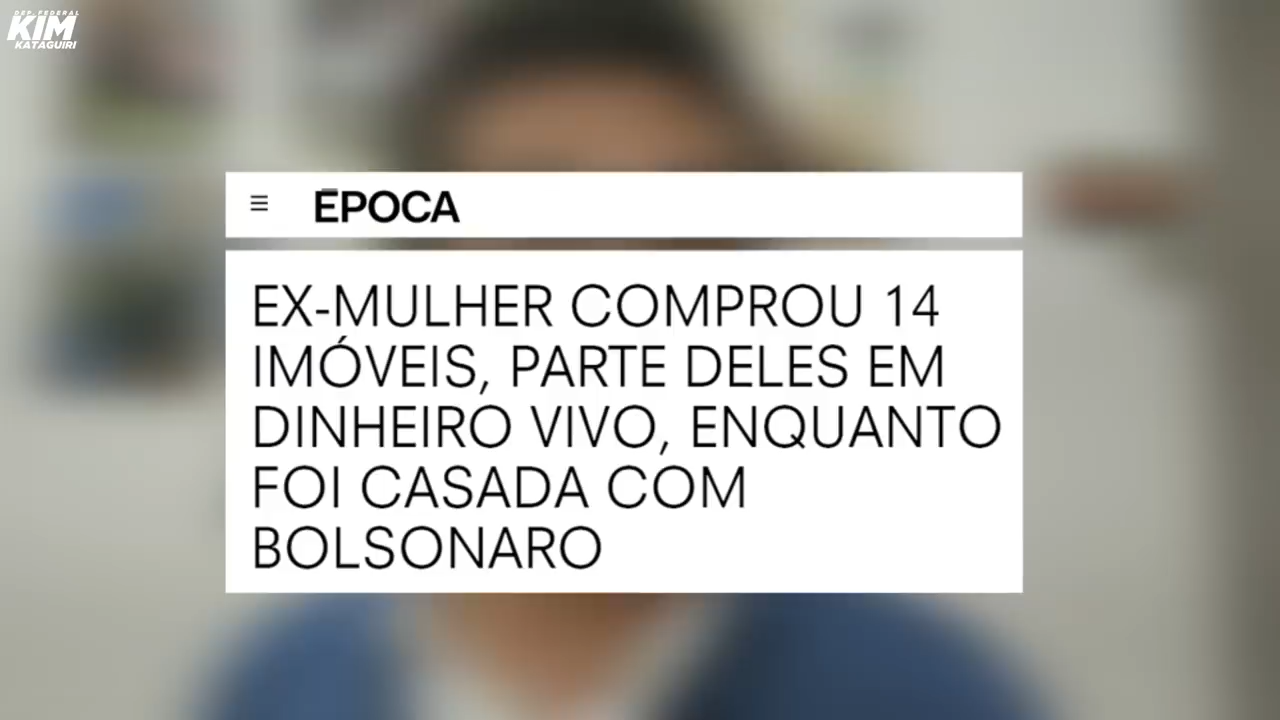 DEP. FEDERAL
KIM
KATAGUIRI
ÉPOCA
EX-MULHER COMPROU 14
IMÓVEIS, PARTE DELES EM
DINHEIRO VIVO, ENQUANTO
FOI CASADA COM
BOLSONARO